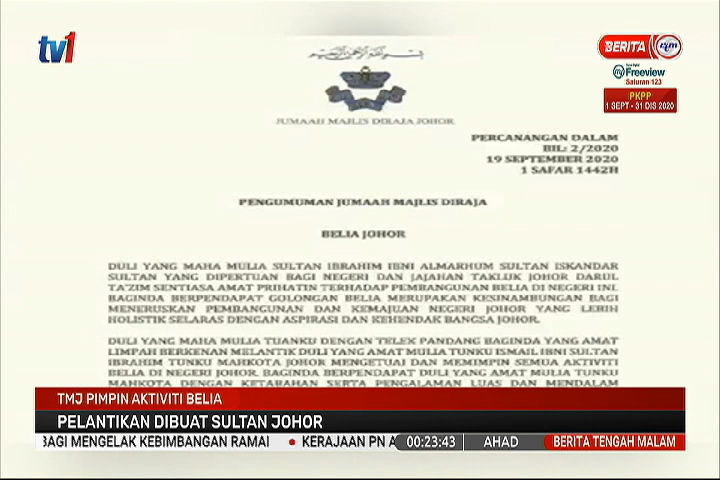 tv1
BERITA rtm
Freeview
Saluran 123
PKPP
1 SEPT - 31 DIS 2020
JUMAAH MAJLIS DIRAJA JOHOR
PERCANANGAN DALAM
BIL: 2/2020
19 SEPTEMBER 2020
1 SAFAR 1442H
PENGUMUMAN JUMAAH MAJLIS DIRAJA
BELIA JOHOR
DULI YANG MAHA MULIA SULTAN IBRAHIM IBNI ALMARHUM SULTAN ISKANDAR
SULTAN YANG DIPERTUAN BAGI NEGERI DAN JAJAHAN TAKLUK JOHOR DARUL
TA'ZIM SENTIASA AMAT PRIHATIN TERHADAP PEMBANGUNAN BELIA DI NEGERI INI.
BAGINDA BERPENDAPAT GOLONGAN BELIA MERUPAKAN KESINAMBUNGAN BAGI
MENERUSKAN PEMBANGUNAN DAN KEMAJUAN NEGERI JOHOR YANG LEBIH
HOLISTIK SELARAS DENGAN ASPIRASI DAN KEHENDAK BANGSA JOHOR.
DULI YANG MAHA MULIA TUANKU DENGAN TELEK PANDANG BAGINDA YANG AMAT
LIMPAH BERKENAN MELANTIK DULI YANG AMAT MULIA TUNKU ISMAIL IBNI SULTAN
IBRAHIM TUNKU MAHKOTA JOHOR MENGETUAI DAN MEMIMPIN SEMUA AKTIVITI
BELIA DI NEGERI JOHOR. BAGINDA BERPENDAPAT DULI YANG AMAT MULIA TUNKU
MAHKOTA DENGAN KETABAHAN SERTA PENGALAMAN LUAS DAN MENDALAM
TMJ PIMPIN AKTIVITI BELIA
PELANTIKAN DIBUAT SULTAN JOHOR
BAGI MENGELAK KEBIMBANGAN RAMAI • KERAJAAN PN A 00:23:43 AHAD BERITA TENGAH MALAM